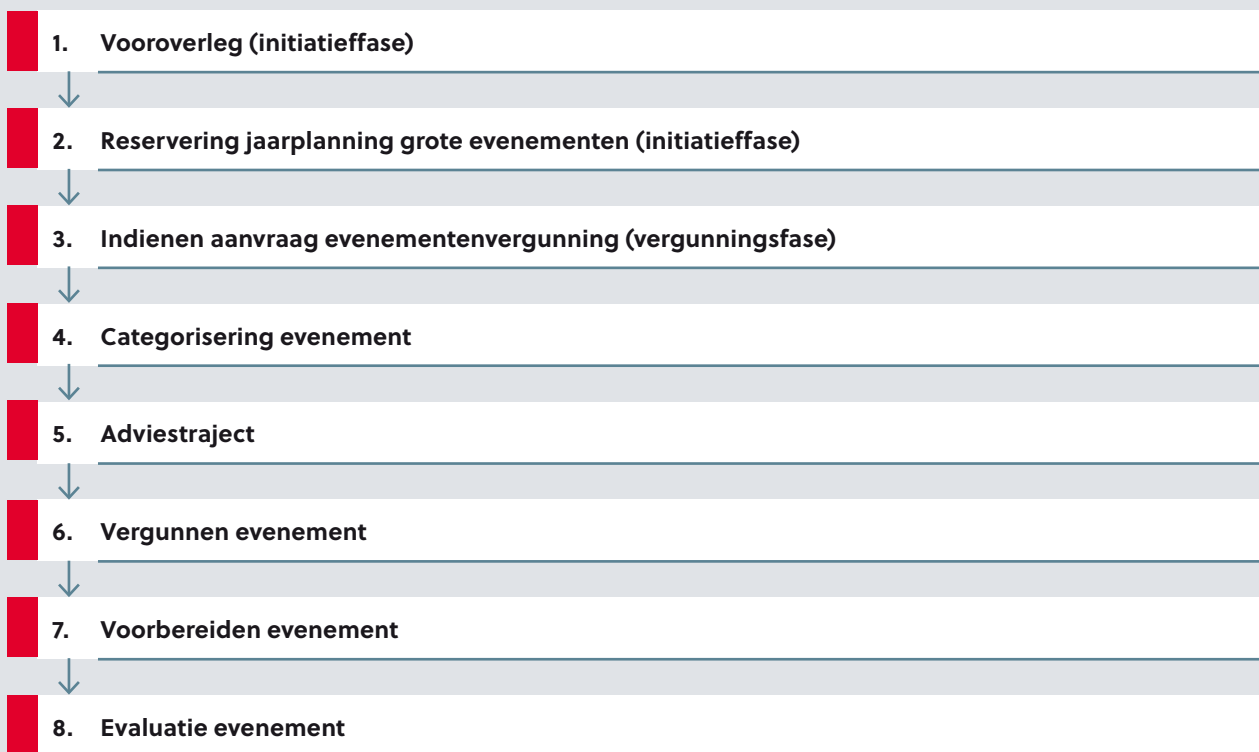 1. Vooroverleg (initiatieffase)
2. Reservering jaarplanning grote evenementen (initiatieffase)
3. Indienen aanvraag evenementenvergunning (vergunningsfase)
4. Categorisering evenement
5. Adviestraject
6. Vergunnen evenement
7. Voorbereiden evenement
8. Evaluatie evenement